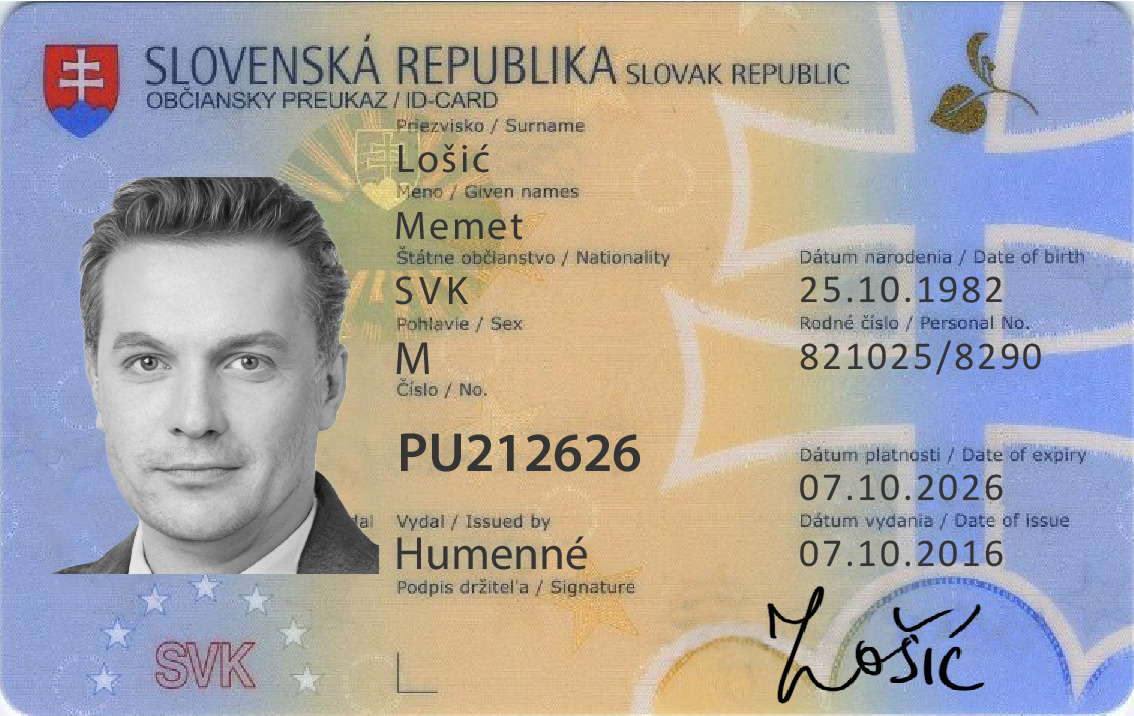 SLOVENSKÁ REPUBLIKA SLOVAK REPUBLIC
OBČIANSKY PREUKAZ / ID-CARD
Priezvisko / Surname
Lošić
Meno / Given names
Memet
Štátne občianstvo / Nationality
SVK
Dátum narodenia / Date of birth
25.10.1982
Pohlavie / Sex
M
Rodné číslo / Personal No.
821025/8290
Číslo / No.
PU212626
Dátum platnosti / Date of expiry
07.10.2026
Vydal / Issued by
Humenné
Dátum vydania / Date of issue
07.10.2016
Podpis držiteľa / Signature
Lošić
SVK